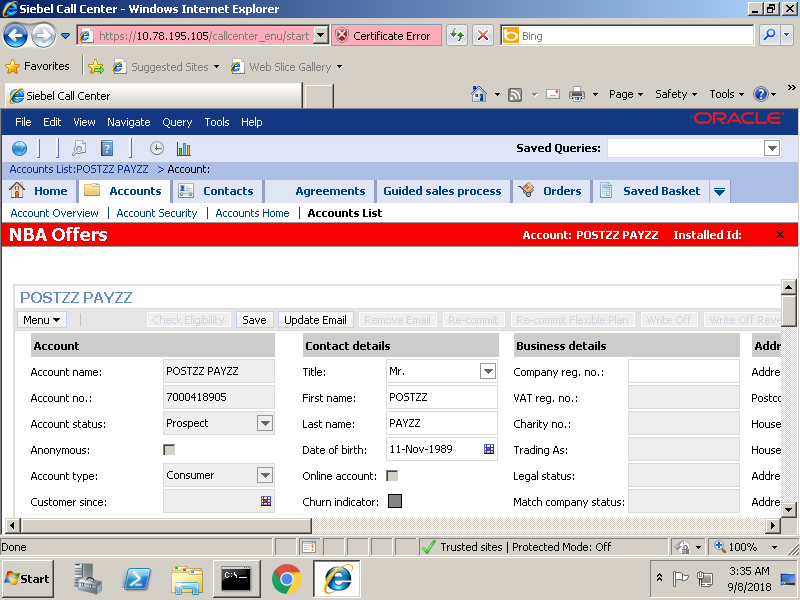 Siebel Call Center - Windows Internet Explorer
https://10.78.195.105/callcenter_enu/start
Certificate Error
Bing
Favorites
Suggested Sites
Web Slice Gallery
Siebel Call Center
Page
Safety
Tools
»
File Edit View Navigate Query Tools Help
ORACLE
Saved Queries:
Accounts List:POSTZZ PAYZZ > Account:
Home Accounts Contacts Agreements Guided sales process Orders Saved Basket
Account Overview | Account Security | Accounts Home | Accounts List
NBA Offers Account: POSTZZ PAYZZ Installed Id: ×
POSTZZ PAYZZ
Menu Check Eligibility Save Update Email Remove Email Re-commit Re-commit Flexible Plan Write Off Write Off Reve
Account Contact details Business details Addr
Account name: POSTZZ PAYZZ Title: Mr. Company reg. no.: Addre
Account no.: 7000418905 First name: POSTZZ VAT reg. no.: Postco
Account status: Prospect Last name: PAYZZ Charity no.: House
Anonymous: Date of birth: 11-Nov-1989 Trading As: House
Account type: Consumer Online account: Legal status: Addre
Customer since: Churn indicator: Match company status: Addre
Done Trusted sites | Protected Mode: Off 100%
Start
C:\
3:35 AM
9/8/2018